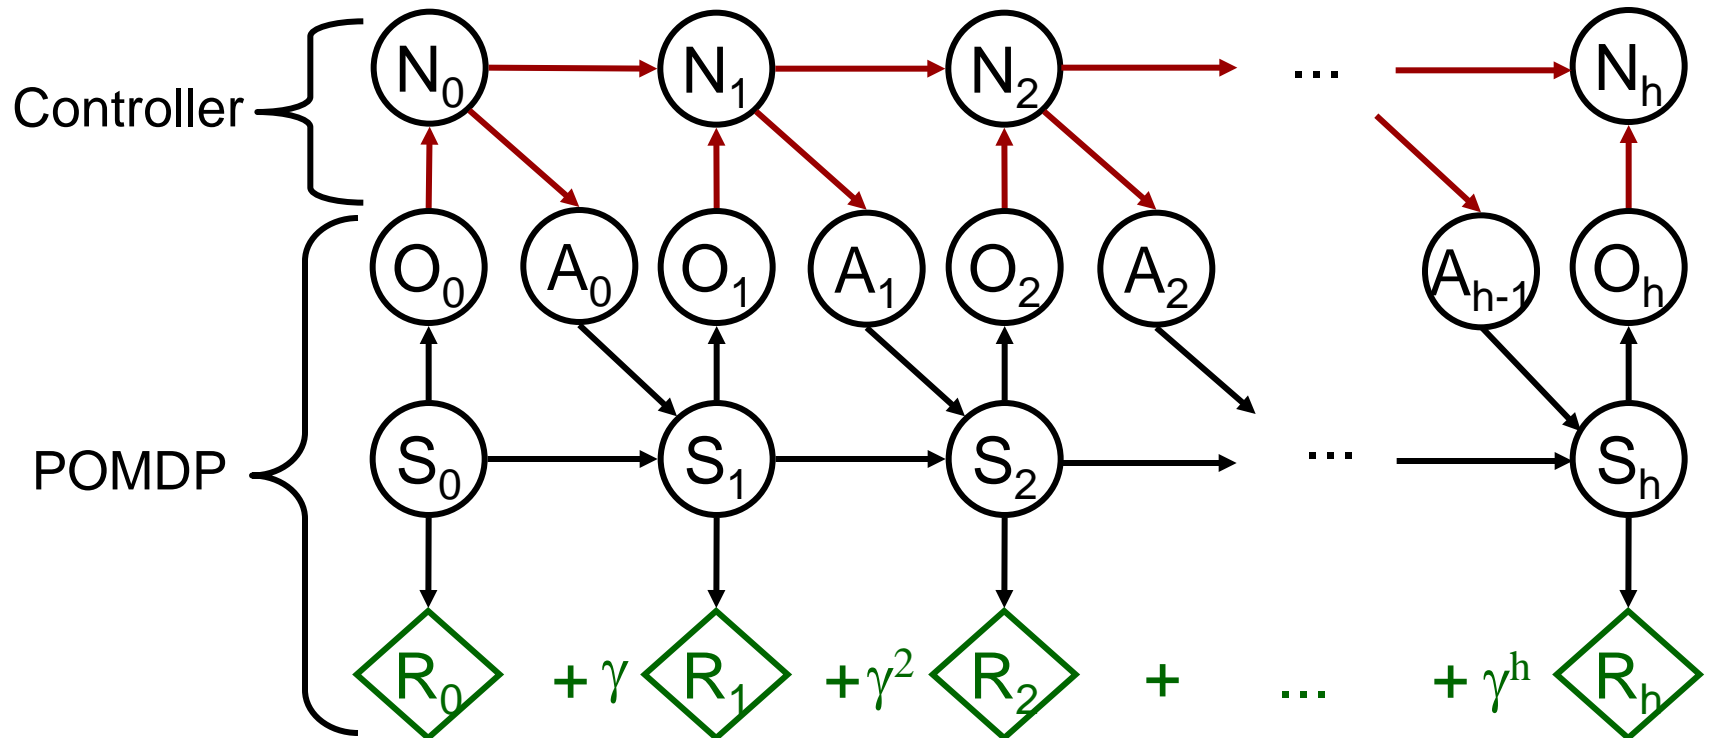 N₀ N₁ N₂ ... Nₕ
Controller
O₀ A₀ O₁ A₁ O₂ A₂ Aₕ₋₁ Oₕ
POMDP
S₀ S₁ S₂ ... Sₕ
R₀ + γ R₁ + γ² R₂ + ... + γʰ Rₕ